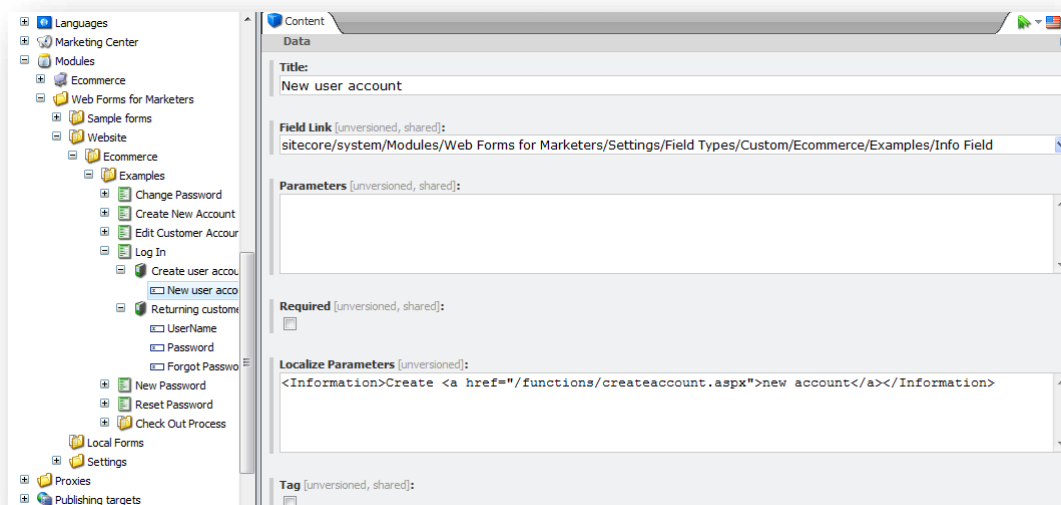 Languages
Marketing Center
Modules
Ecommerce
Web Forms for Marketers
Sample forms
Website
Ecommerce
Examples
Change Password
Create New Account
Edit Customer Accour
Log In
Create user accou
New user acco
Returning custome
UserName
Password
Forgot Passwo
New Password
Reset Password
Check Out Process
Local Forms
Settings
Proxies
Publishing targets
Content
Data
Title:
New user account
Field Link [unversioned, shared]:
sitecore/system/Modules/Web Forms for Marketers/Settings/Field Types/Custom/Ecommerce/Examples/Info Field
Parameters [unversioned, shared]:
Required [unversioned, shared]:
Localize Parameters [unversioned]:
<Information>Create <a href="/functions/createaccount.aspx">new account</a></Information>
Tag [unversioned, shared]: